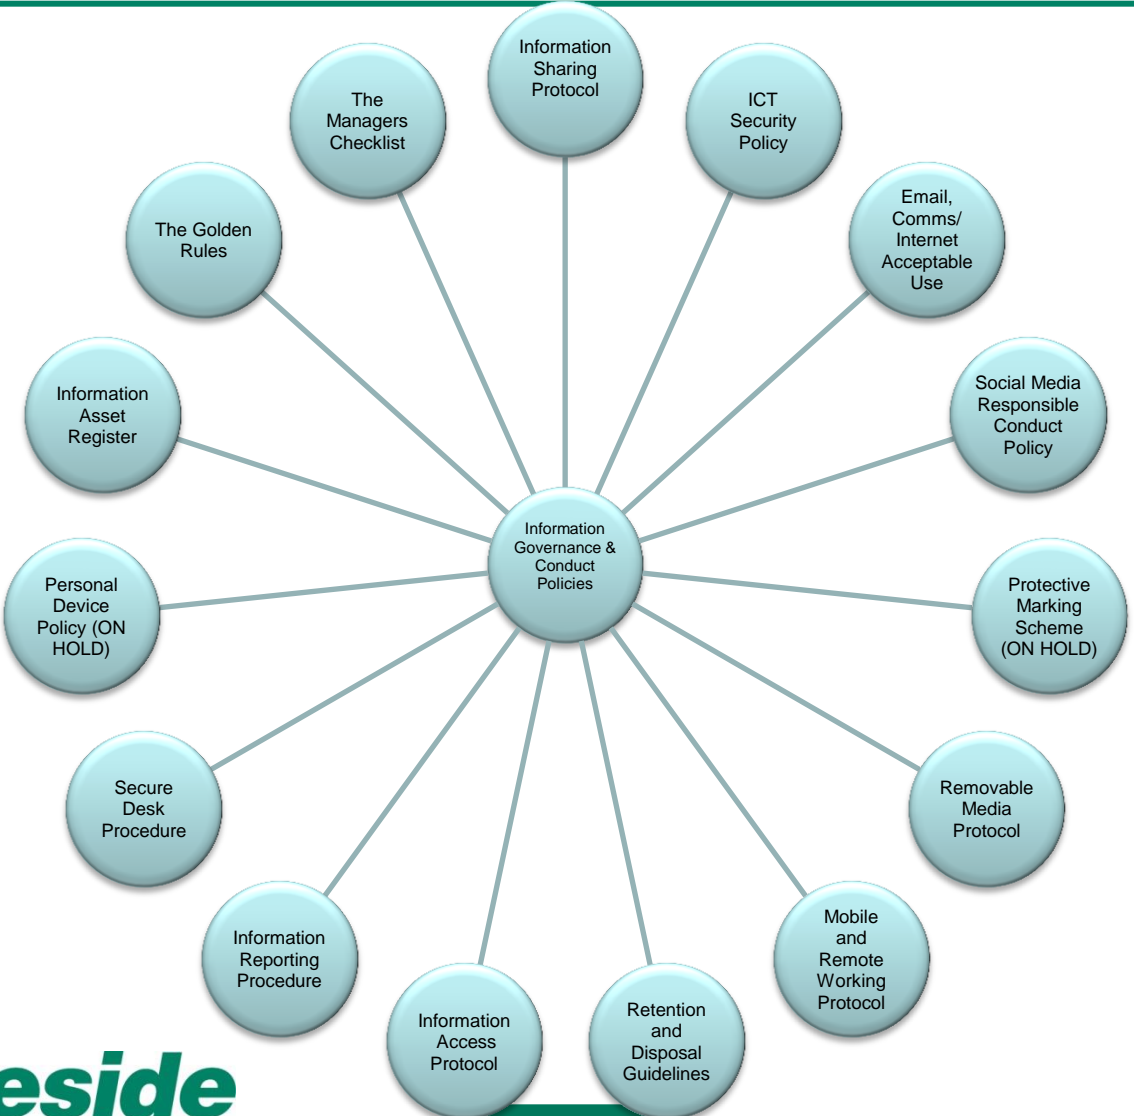 Information
Sharing
Protocol
ICT
Security
Policy
Email,
Comms/
Internet
Acceptable
Use
Social Media
Responsible
Conduct
Policy
Protective
Marking
Scheme
(ON HOLD)
Removable
Media
Protocol
Mobile
and
Remote
Working
Protocol
Retention
and
Disposal
Guidelines
Information
Access
Protocol
Information
Reporting
Procedure
Secure
Desk
Procedure
Personal
Device
Policy (ON
HOLD)
Information
Asset
Register
The Golden
Rules
The
Managers
Checklist
Information
Governance &
Conduct
Policies
eside